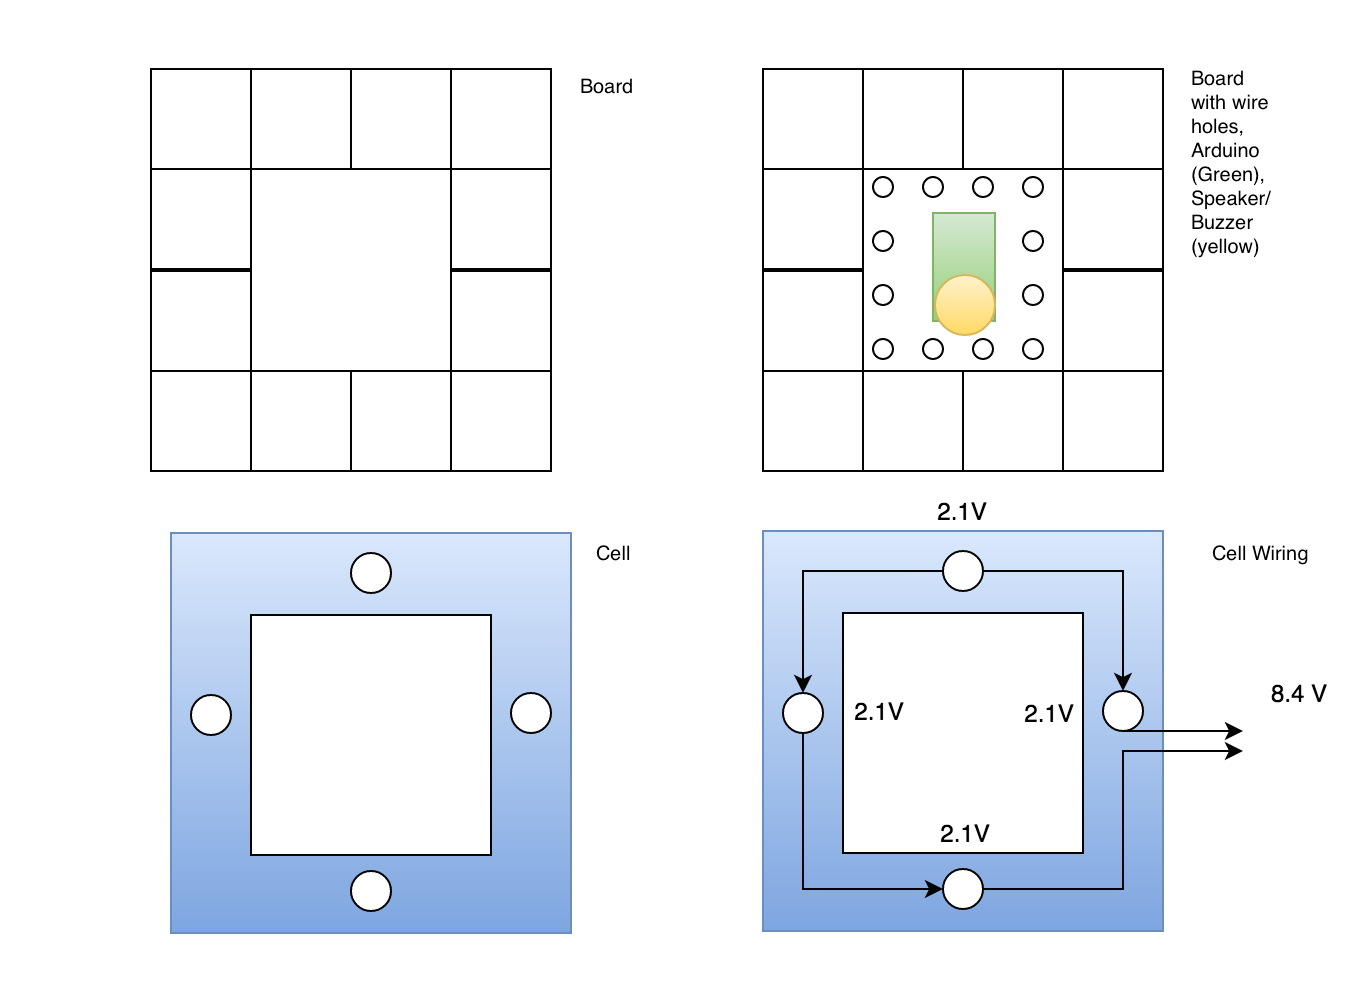 Board
Board
with wire
holes,
Arduino
(Green),
Speaker/
Buzzer
(yellow)
Cell
2.1V
Cell Wiring
2.1V
2.1V
8.4 V
2.1V